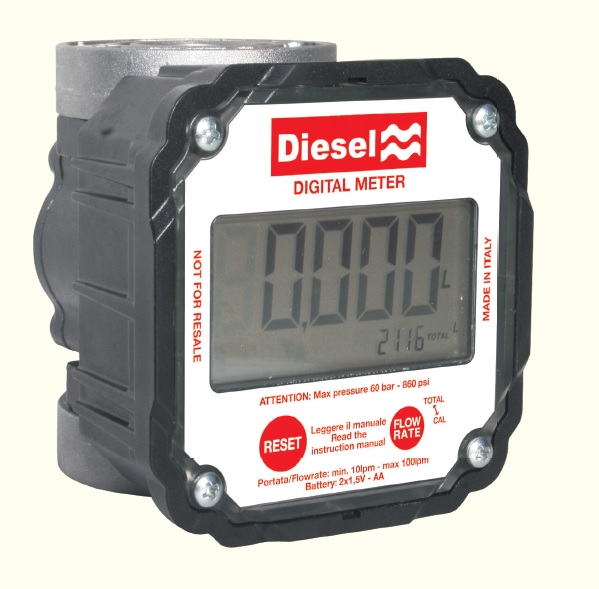 Diesel
DIGITAL METER
NOT FOR RESALE
0,000 L
2116 TOTAL L
MADE IN ITALY
ATTENTION: Max pressure 60 bar - 860 psi
RESET
Leggere il manuale
Read the
instruction manual
FLOW
RATE
TOTAL
CAL
Portata/Flowrate: min. 10lpm - max 100lpm
Battery: 2x1,5V - AA